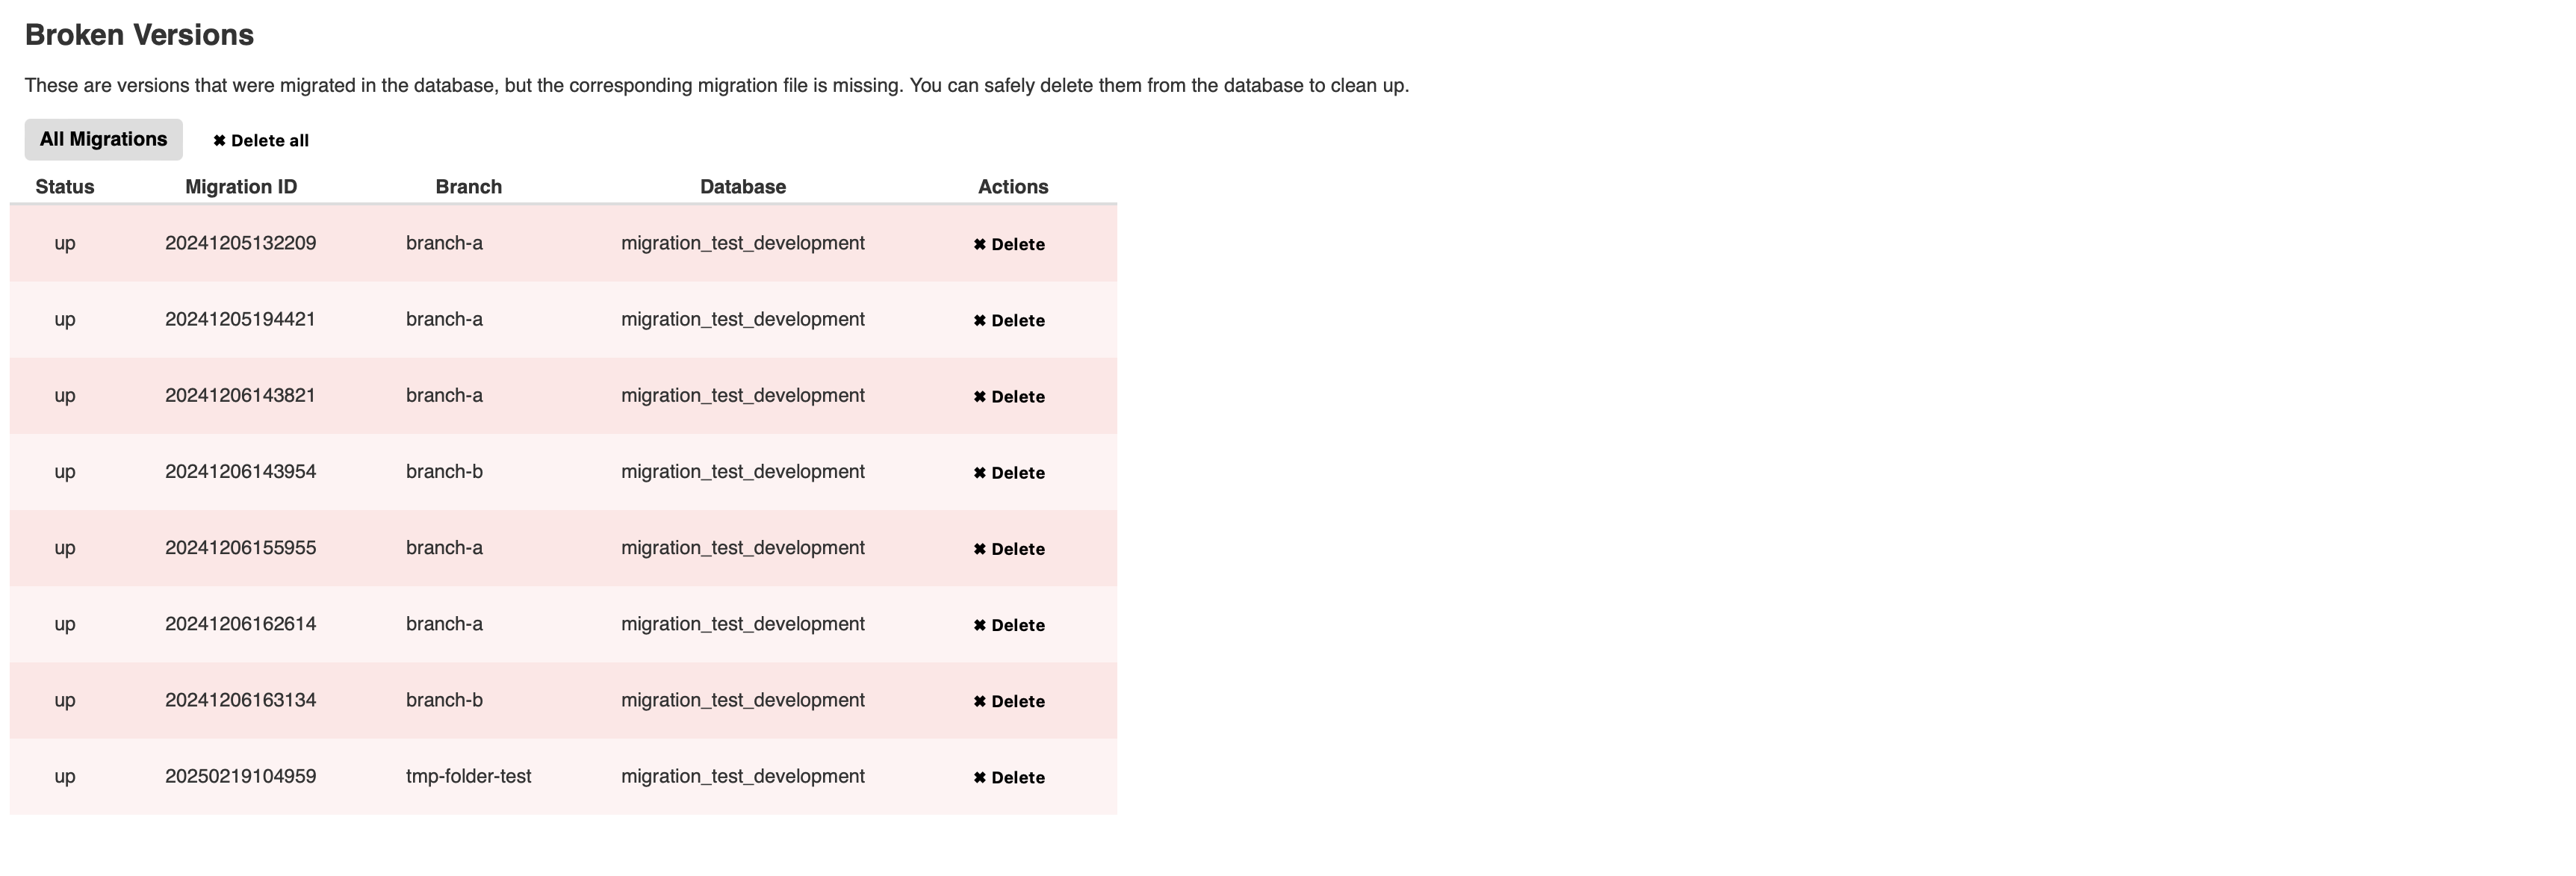 Broken Versions
These are versions that were migrated in the database, but the corresponding migration file is missing. You can safely delete them from the database to clean up.
All Migrations ✖ Delete all
Status Migration ID Branch Database Actions
up 20241205132209 branch-a migration_test_development ✖ Delete
up 20241205194421 branch-a migration_test_development ✖ Delete
up 20241206143821 branch-a migration_test_development ✖ Delete
up 20241206143954 branch-b migration_test_development ✖ Delete
up 20241206155955 branch-a migration_test_development ✖ Delete
up 20241206162614 branch-a migration_test_development ✖ Delete
up 20241206163134 branch-b migration_test_development ✖ Delete
up 20250219104959 tmp-folder-test migration_test_development ✖ Delete